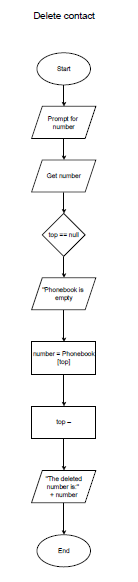 Delete contact
Start
Prompt for
number
Get number
top == null
"Phonebook is
empty
number = Phonebook
[top]
top –
"The deleted
number is:"
+ number
End